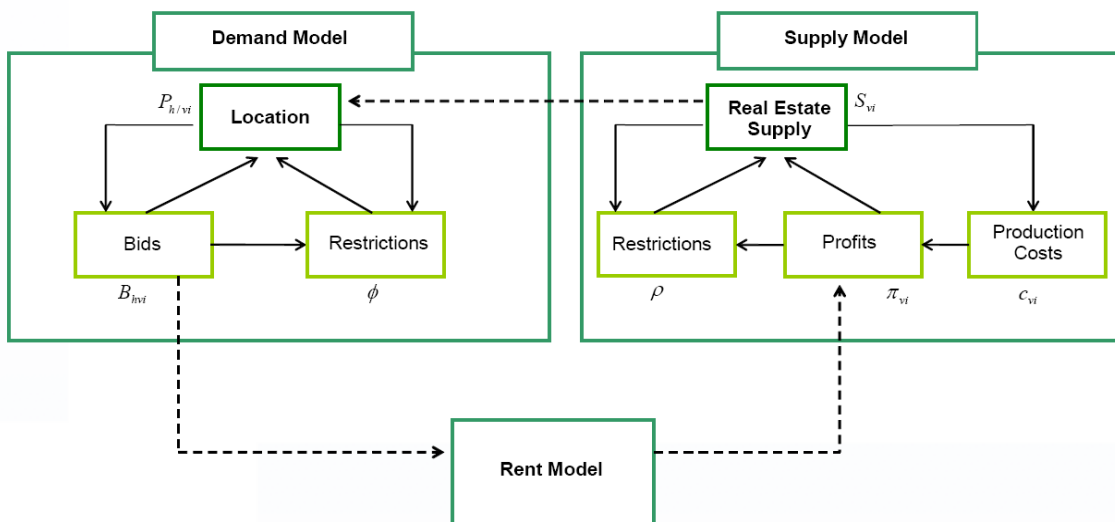 Demand Model
Supply Model
P_{h/vi}
Location
Real Estate
Supply
S_{vi}
Bids
Restrictions
Restrictions
Profits
Production
Costs
B_{hvi}
ϕ
ρ
π_{vi}
c_{vi}
Rent Model